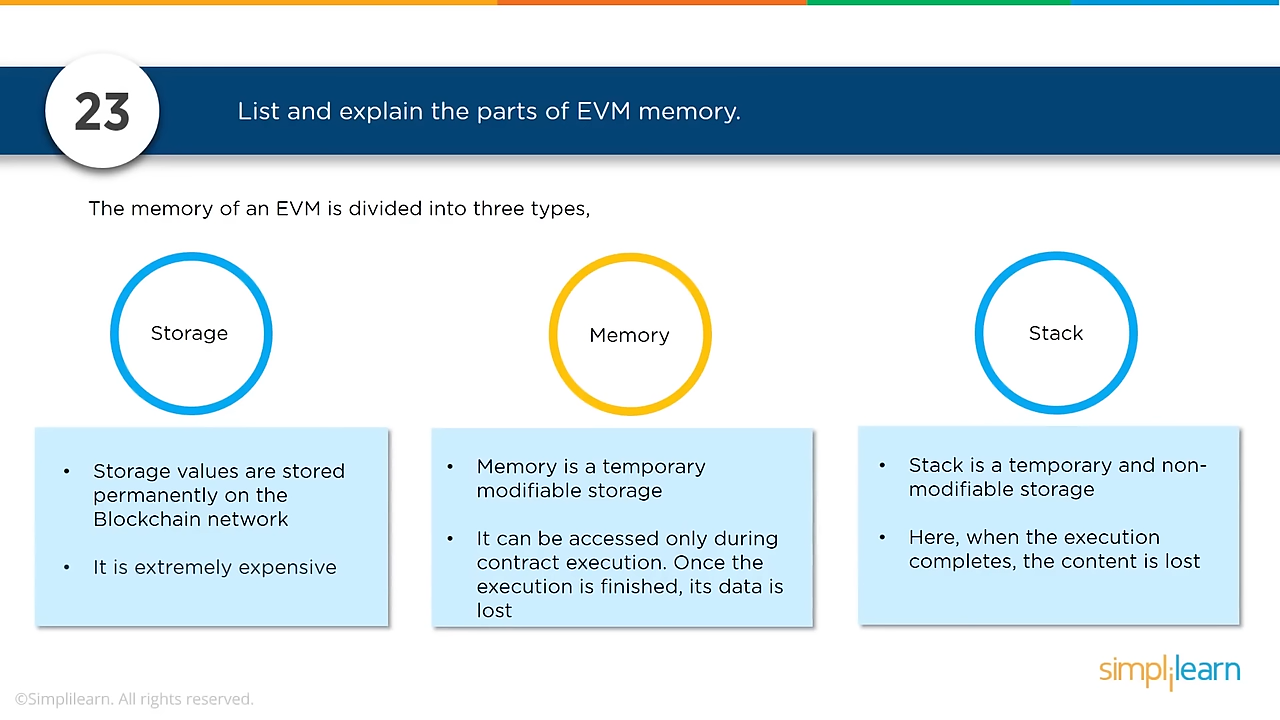 23
List and explain the parts of EVM memory.
The memory of an EVM is divided into three types,
Storage
Memory
Stack
• Storage values are stored
permanently on the
Blockchain network
• It is extremely expensive
• Memory is a temporary
modifiable storage
• It can be accessed only during
contract execution. Once the
execution is finished, its data is
lost
• Stack is a temporary and non-
modifiable storage
• Here, when the execution
completes, the content is lost
simplilearn
©Simplilearn. All rights reserved.